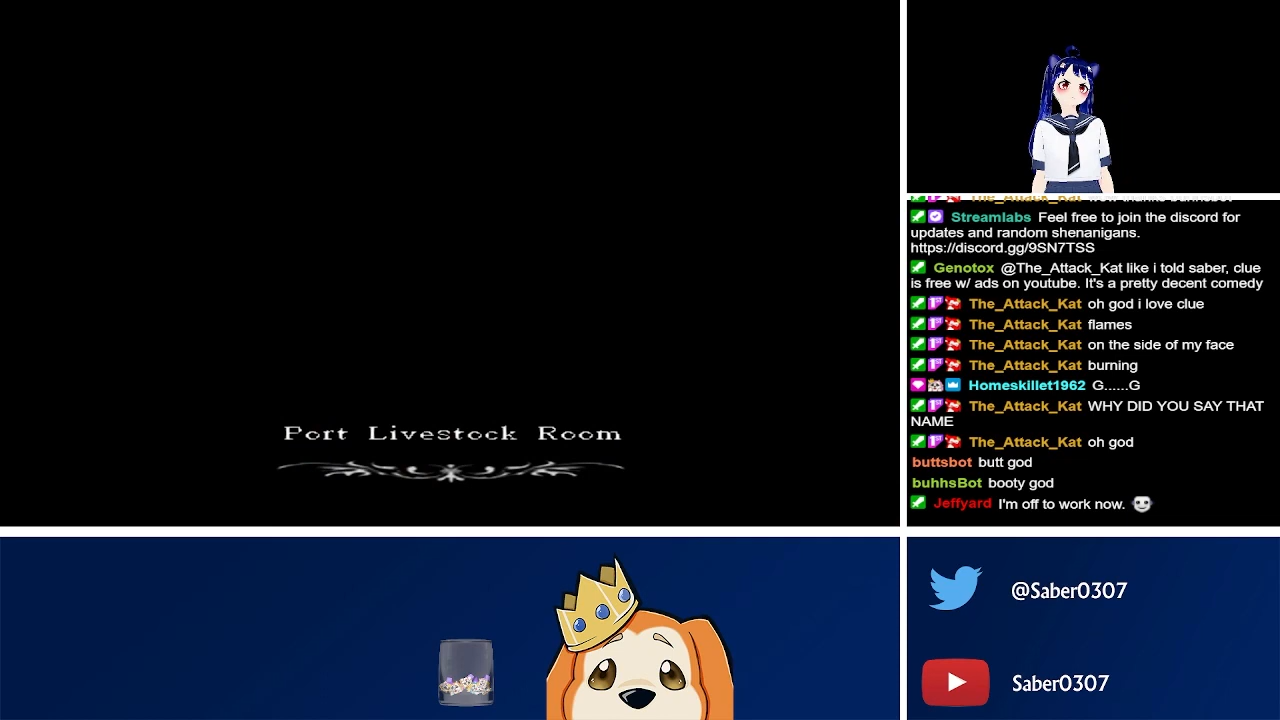 Port Livestock Room
Streamlabs Feel free to join the discord for
updates and random shenanigans.
https://discord.gg/9SN7TSS
Genotox @The_Attack_Kat like i told saber, clue
is free w/ ads on youtube. It's a pretty decent comedy
The_Attack_Kat oh god i love clue
The_Attack_Kat flames
The_Attack_Kat on the side of my face
The_Attack_Kat burning
Homeskillet1962 G......G
The_Attack_Kat WHY DID YOU SAY THAT
NAME
The_Attack_Kat oh god
buttsbot butt god
buhhsBot booty god
Jeffyard I'm off to work now.
@Saber0307
Saber0307